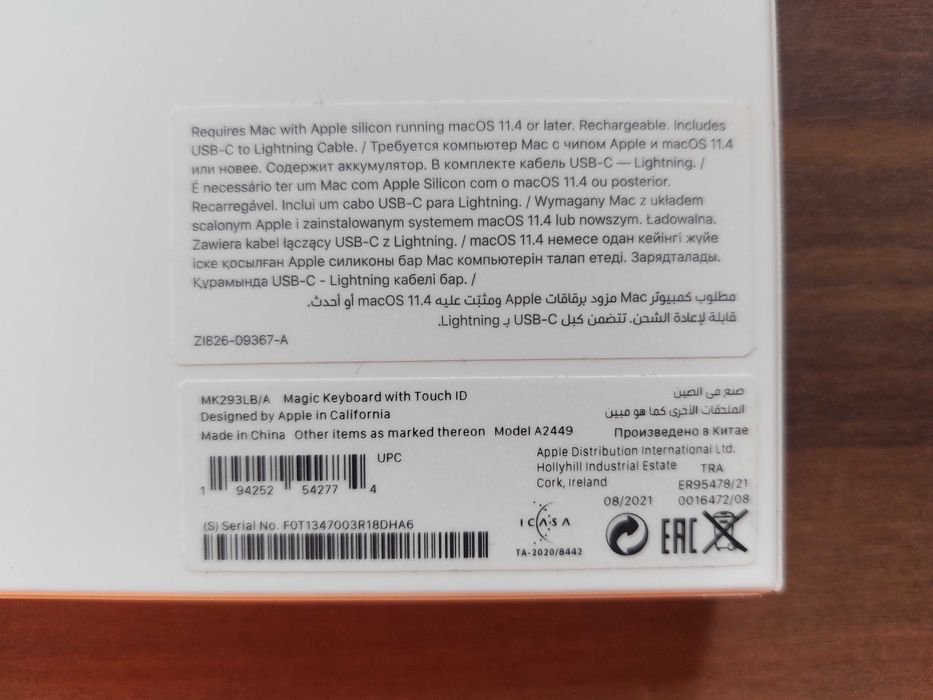 Requires Mac with Apple silicon running macOS 11.4 or later. Rechargeable. Includes
USB-C to Lightning Cable. / Требуется компьютер Mac с чипом Apple и macOS 11.4
или новее. Содержит аккумулятор. В комплекте кабель USB-C — Lightning. /
É necessário ter um Mac com Apple Silicon com o macOS 11.4 ou posterior.
Recarregável. Inclui um cabo USB-C para Lightning. / Wymagany Mac z układem
scalonym Apple i zainstalowanym systemem macOS 11.4 lub nowszym. Ładowalna.
Zawiera kabel łączący USB-C z Lightning. / macOS 11.4 немесе одан кейінгі жүйе
іске қосылған Apple силиконы бар Mac компьютерін талап етеді. Зарядталады.
Құрамында USB-C - Lightning кабелі бар. /
مطلوب كمبيوتر Mac مزود برقاقات Apple ومثبّت عليه macOS 11.4 أو أحدث.
قابلة لإعادة الشحن. تتضمن كبل USB-C بـ Lightning.
ZI826-09367-A
MK293LB/A Magic Keyboard with Touch ID
Designed by Apple in California
Made in China Other items as marked thereon Model A2449
صنع في الصين
الملحقات الأخرى كما هو مبين
Произведено в Китае
UPC
1 94252 54277 4
Apple Distribution International Ltd.
Hollyhill Industrial Estate
Cork, Ireland
TRA
ER95478/21
0016472/08
08/2021
(S) Serial No. F0T1347003R18DHA6
ICASA
TA-2020/8442
EAC